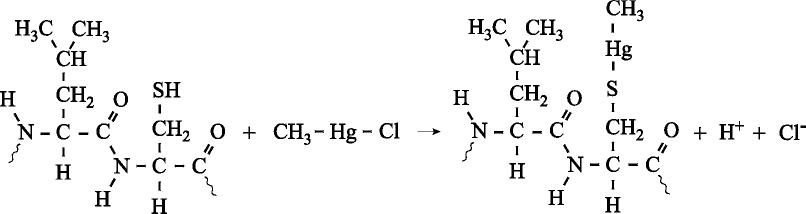 H₃C CH₃ H₃C CH₃ CH₃
CH CH Hg
SH S
CH₂ O CH₂ O
H CH₂ O H CH₂ O
N C C + CH₃ Hg Cl → N C C + H⁺ + Cl⁻
H N C C H N C C
H H H H